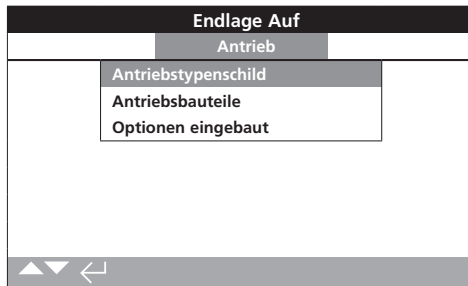 Endlage Auf
Antrieb
Antriebstypenschild
Antriebsbauteile
Optionen eingebaut